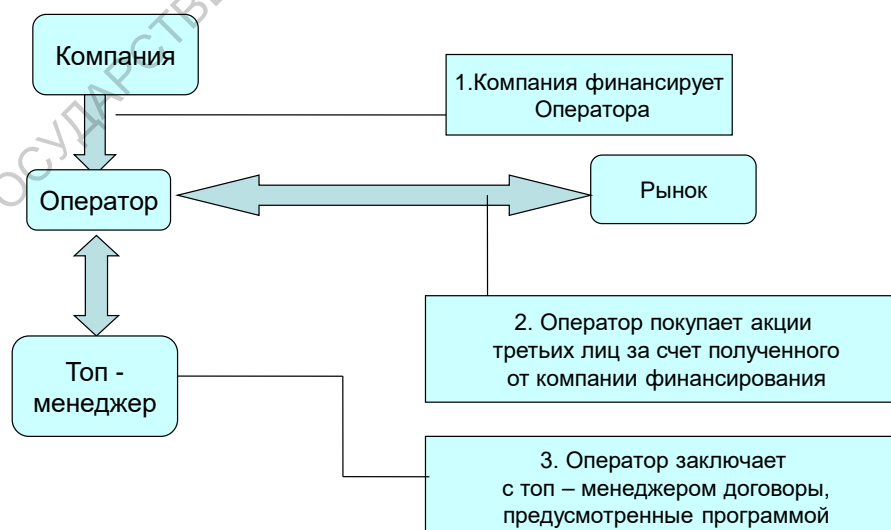 Компания
1.Компания финансирует
Оператора
Оператор
Рынок
2. Оператор покупает акции
третьих лиц за счет полученного
от компании финансирования
Топ -
менеджер
3. Оператор заключает
с топ – менеджером договоры,
предусмотренные программой